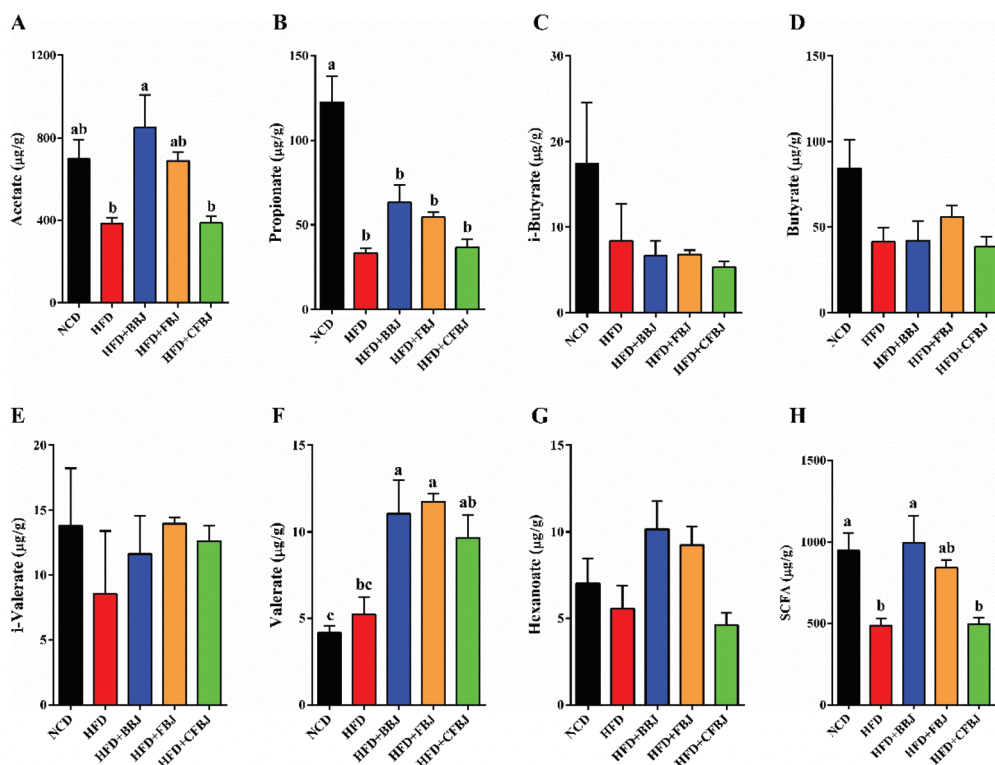 A
Acetate (μg/g)
1200
800
400
0
ab
b
a
ab
b
NCD
HFD
HFD+BBJ
HFD+FBJ
HFD+CFBJ
B
Propionate (μg/g)
150
100
50
0
a
b
b
b
b
NCD
HFD
HFD+BBJ
HFD+FBJ
HFD+CFBJ
C
i-Butyrate (μg/g)
30
20
10
0
NCD
HFD
HFD+BBJ
HFD+FBJ
HFD+CFBJ
D
Butyrate (μg/g)
100
50
0
NCD
HFD
HFD+BBJ
HFD+FBJ
HFD+CFBJ
E
i-Valerate (μg/g)
20
15
10
5
0
NCD
HFD
HFD+BBJ
HFD+FBJ
HFD+CFBJ
F
Valerate (μg/g)
15
10
5
0
c
bc
a
a
ab
NCD
HFD
HFD+BBJ
HFD+FBJ
HFD+CFBJ
G
Hexanoate (μg/g)
15
10
5
0
NCD
HFD
HFD+BBJ
HFD+FBJ
HFD+CFBJ
H
SCFA (μg/g)
1500
1000
500
0
a
b
a
ab
b
NCD
HFD
HFD+BBJ
HFD+FBJ
HFD+CFBJ